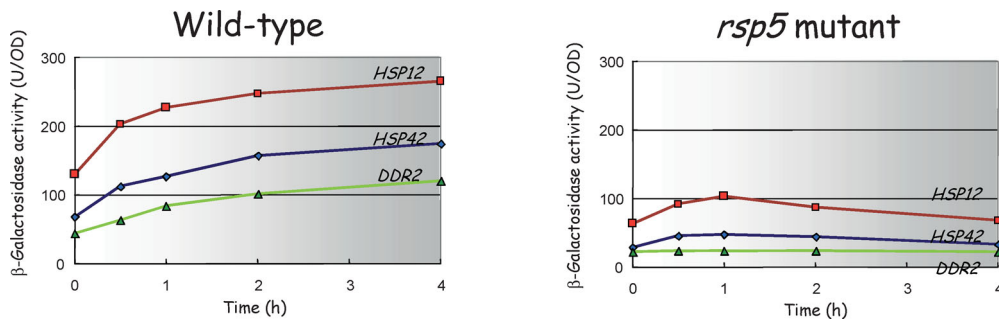 Wild-type
β-Galactosidase activity (U/OD)
300
200
100
0
HSP12
HSP42
DDR2
0 1 2 3 4
Time (h)
rsp5 mutant
β-Galactosidase activity (U/OD)
300
200
100
0
HSP12
HSP42
DDR2
0 1 2 3 4
Time (h)